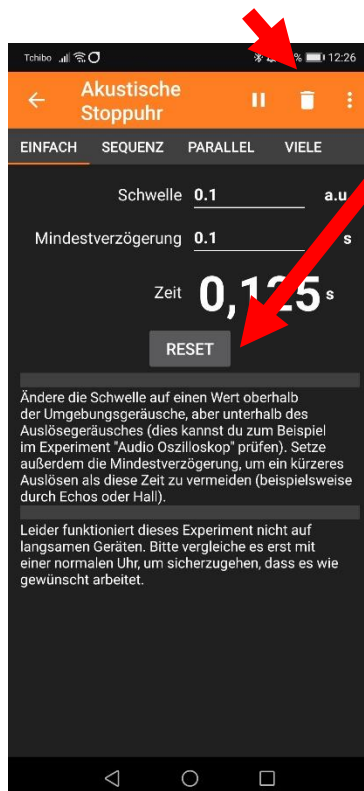 Tchibo % 12:26
Akustische
Stoppuhr
EINFACH SEQUENZ PARALLEL VIELE
Schwelle 0.1 a.u.
Mindestverzögerung 0.1 s
Zeit 0,125 s
RESET
Ändere die Schwelle auf einen Wert oberhalb
der Umgebungsgeräusche, aber unterhalb des
Auslösegeräusches (dies kannst du zum Beispiel
im Experiment "Audio Oszilloskop" prüfen). Setze
außerdem die Mindestverzögerung, um ein kürzeres
Auslösen als diese Zeit zu vermeiden (beispielsweise
durch Echos oder Hall).
Leider funktioniert dieses Experiment nicht auf
langsamen Geräten. Bitte vergleiche es erst mit
einer normalen Uhr, um sicherzugehen, dass es wie
gewünscht arbeitet.